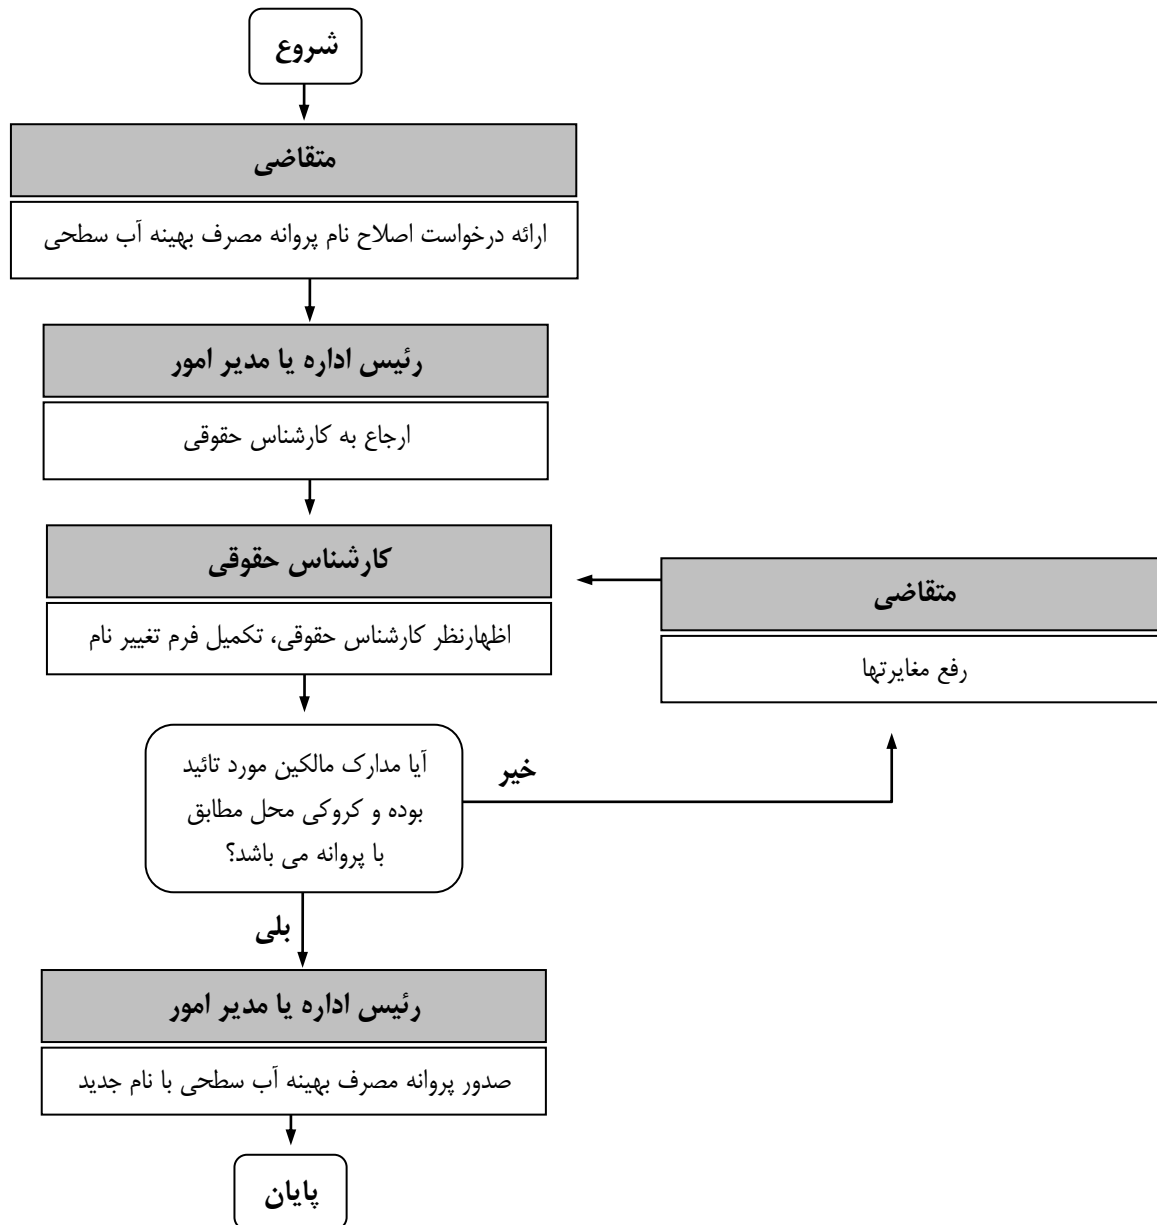 شروع
متقاضی
ارائه درخواست اصلاح نام پروانه مصرف بهینه آب سطحی
رئیس اداره یا مدیر امور
ارجاع به کارشناس حقوقی
کارشناس حقوقی
اظهارنظر کارشناس حقوقی، تکمیل فرم تغییر نام
متقاضی
رفع مغایرتها
آیا مدارک مالکین مورد تائید
بوده و کروکی محل مطابق
با پروانه می باشد؟
خیر
بلی
رئیس اداره یا مدیر امور
صدور پروانه مصرف بهینه آب سطحی با نام جدید
پایان